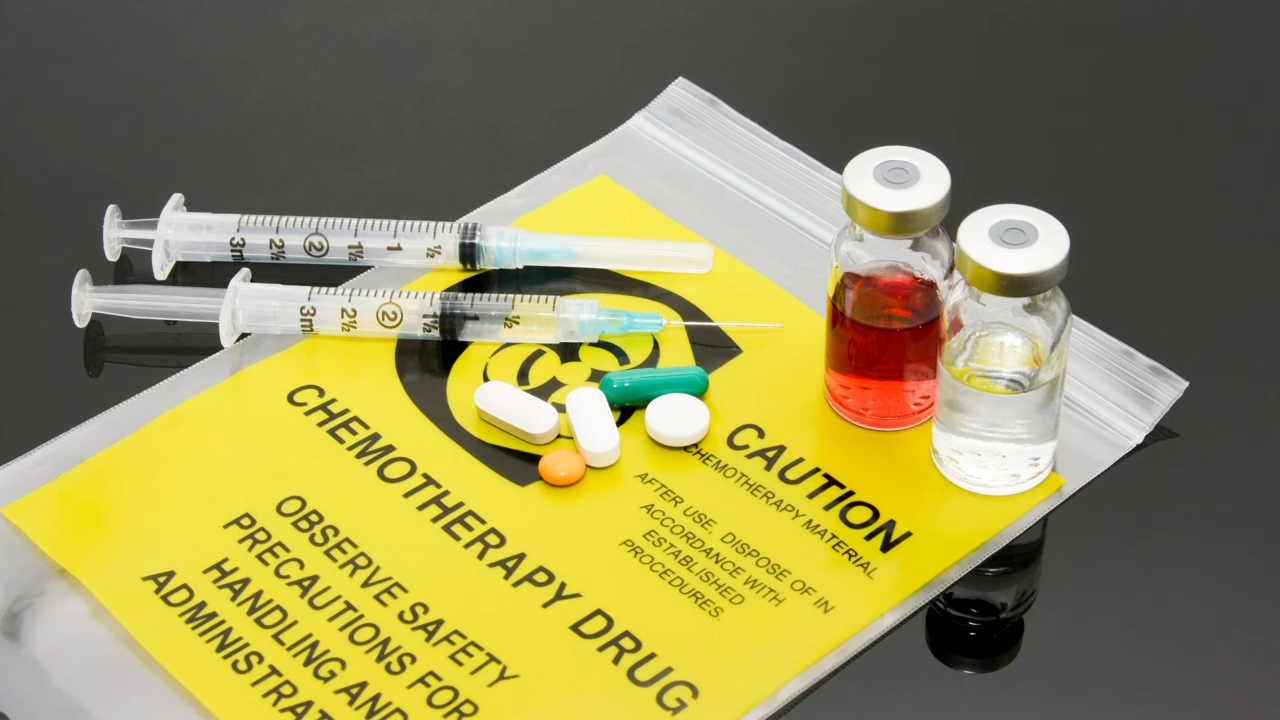 3ml 2½ ② 1½ 1 ½
3ml 2½ ② 1½ ½
CHEMOTHERAPY DRUG
OBSERVE SAFETY
PRECAUTIONS FOR
HANDLING AND
CAUTION
CHEMOTHERAPY MATERIAL
AFTER USE, DISPOSE OF IN
ACCORDANCE WITH
ESTABLISHED
PROCEDURES.